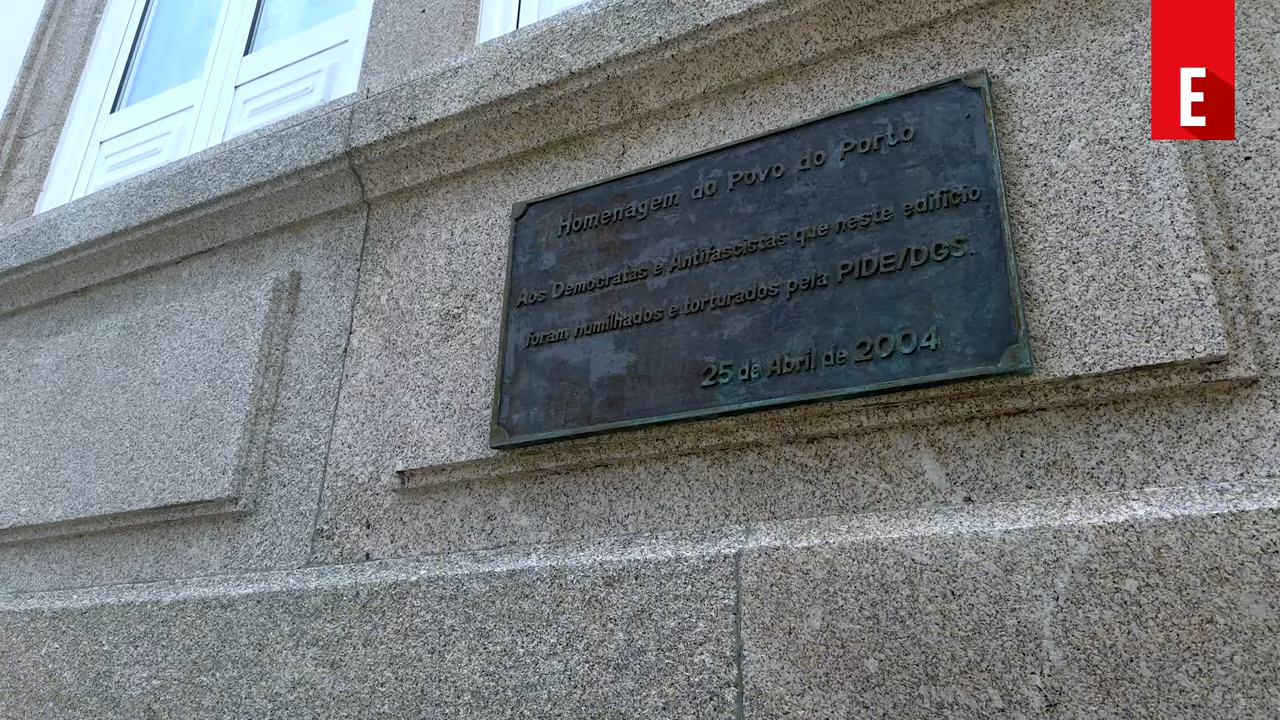 E
Homenagem do Povo do Porto
Aos Democratas e Antifascistas que neste edifício
foram humilhados e torturados pela PIDE/DGS.
25 de Abril de 2004